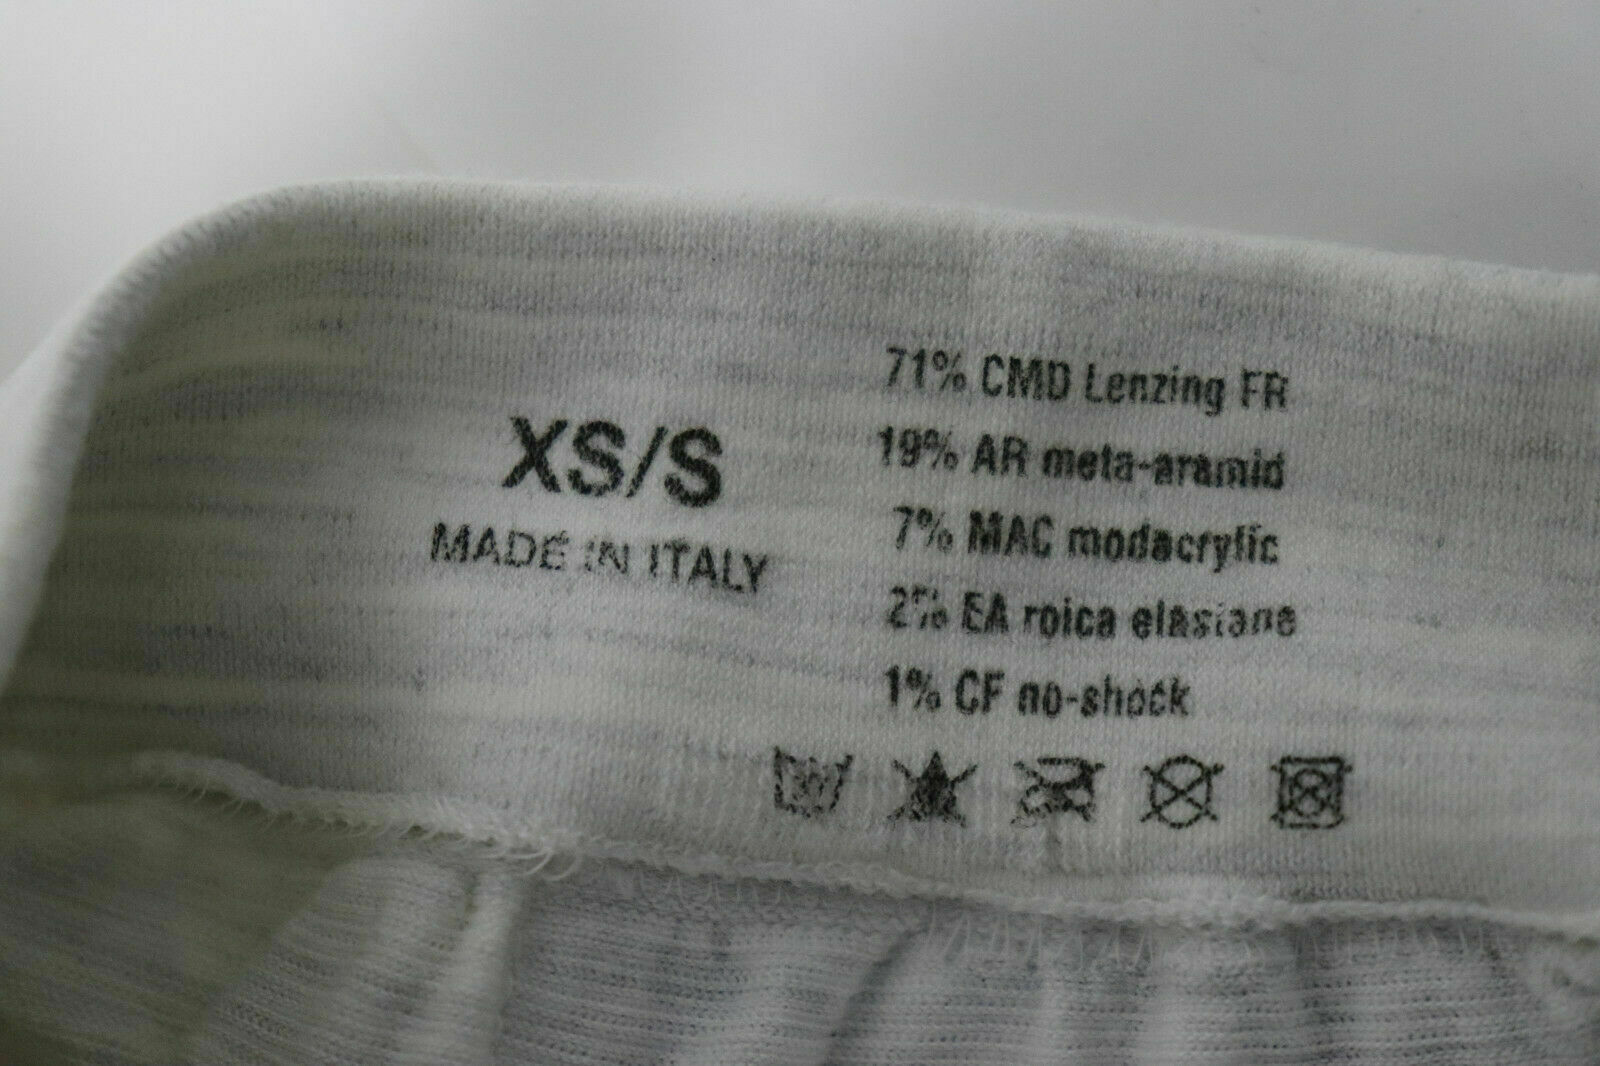 XS/S
MADE IN ITALY
71% CMD Lenzing FR
19% AR meta-aramid
7% MAC modacrylic
2% EA roica elastane
1% CF no-shock